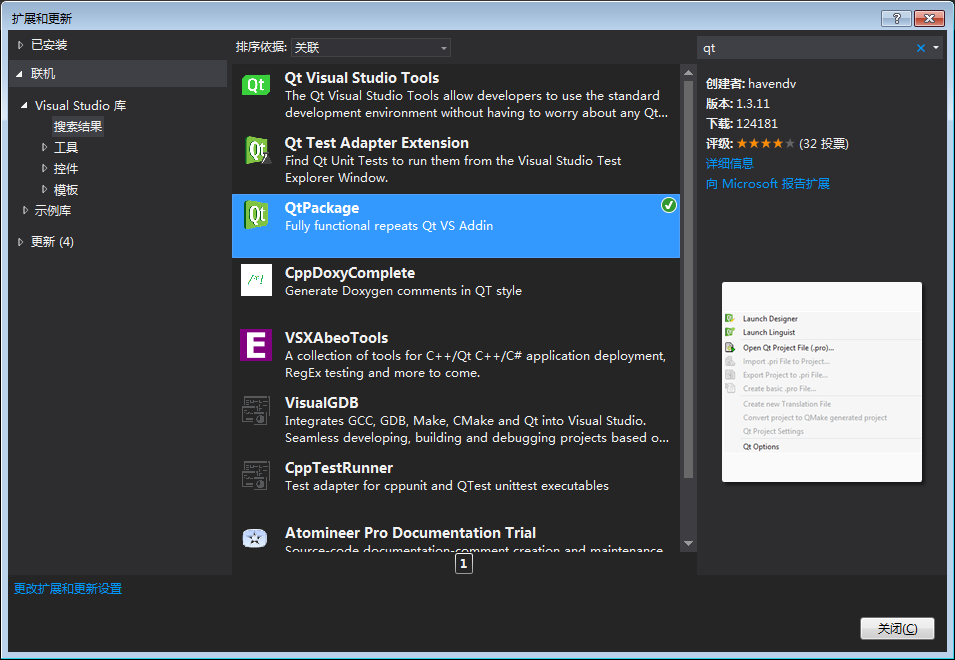 扩展和更新
已安装
联机
Visual Studio 库
搜索结果
工具
控件
模板
示例库
更新 (4)
排序依据: 关联
Qt Visual Studio Tools
The Qt Visual Studio Tools allow developers to use the standard
development environment without having to worry about any Qt...
Qt Test Adapter Extension
Find Qt Unit Tests to run them from the Visual Studio Test
Explorer Window.
QtPackage
Fully functional repeats Qt VS Addin
CppDoxyComplete
Generate Doxygen comments in QT style
VSXAbeoTools
A collection of tools for C++/Qt C++/C# application deployment,
RegEx testing and more to come.
VisualGDB
Integrates GCC, GDB, Make, CMake and Qt into Visual Studio.
Seamless developing, building and debugging projects based o...
CppTestRunner
Test adapter for cppunit and QTest unittest executables
Atomineer Pro Documentation Trial
Source-code documentation-comment creation and maintenance
1
qt
创建者: havendv
版本: 1.3.11
下载: 124181
评级: ★★★★★ (32 投票)
详细信息
向 Microsoft 报告扩展
Launch Designer
Launch Linguist
Open Qt Project File (.pro)...
Import .pri File to Project...
Export Project to .pri File...
Create basic .pro File...
Create new Translation File
Convert project to QMake generated project
Qt Project Settings
Qt Options
更改扩展和更新设置
关闭(C)